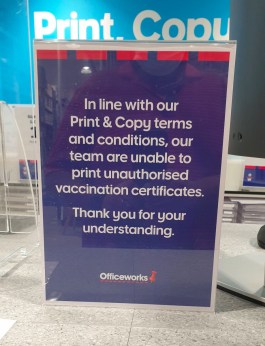 Print, Copy
In line with our
Print & Copy terms
and conditions, our
team are unable to
print unauthorised
vaccination certificates.
Thank you for your
understanding.
Officeworks